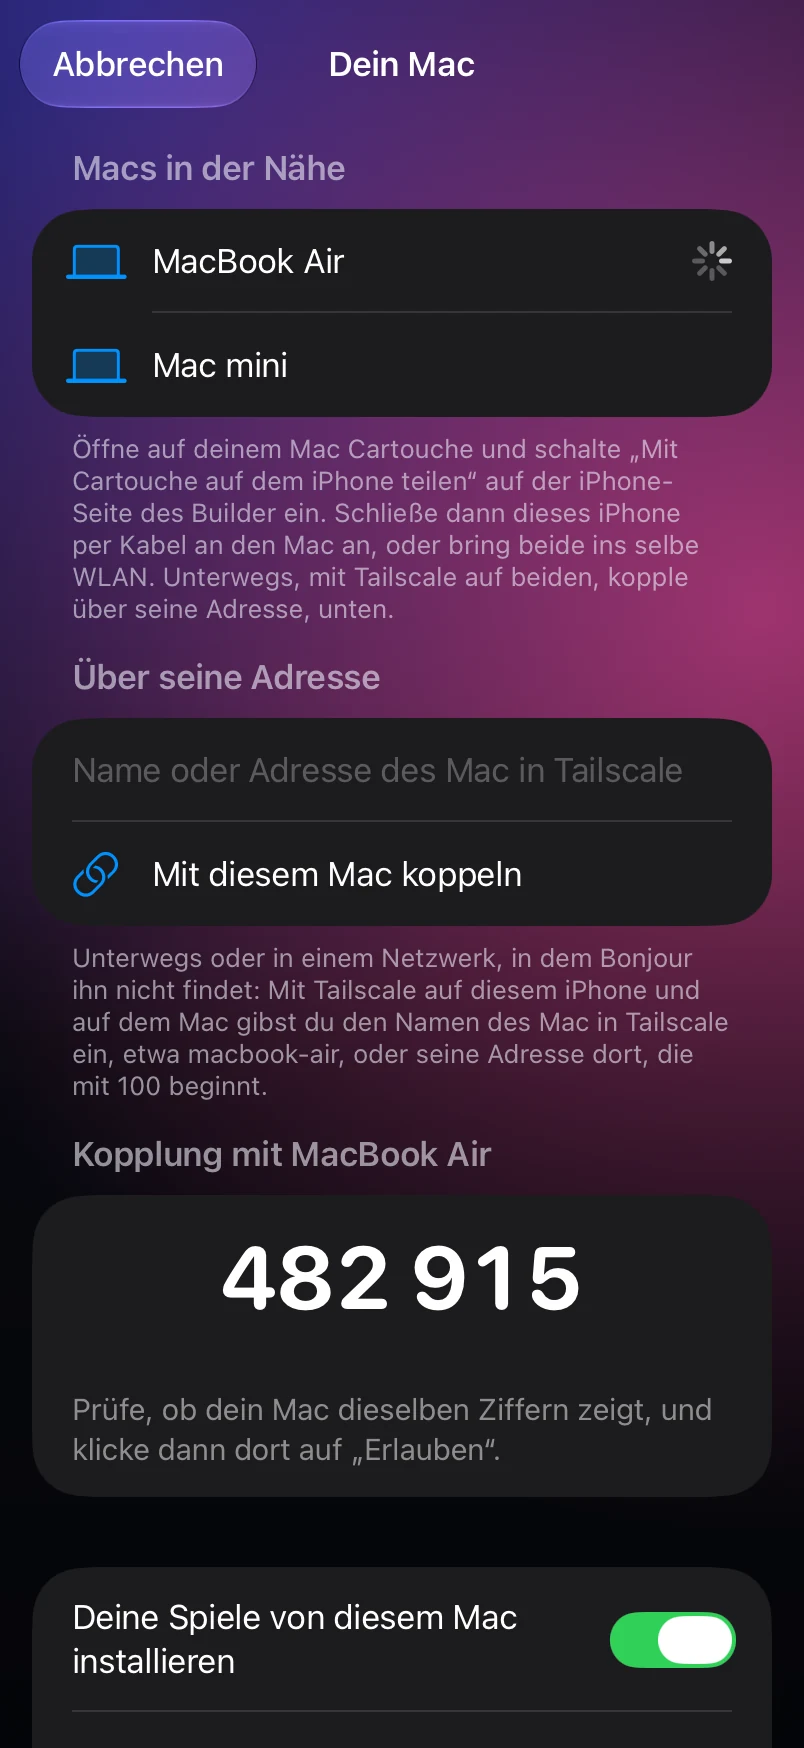 Abbrechen
Dein Mac
Macs in der Nähe
MacBook Air
Mac mini
Öffne auf deinem Mac Cartouche und schalte „Mit
Cartouche auf dem iPhone teilen“ auf der iPhone-
Seite des Builder ein. Schließe dann dieses iPhone
per Kabel an den Mac an, oder bring beide ins selbe
WLAN. Unterwegs, mit Tailscale auf beiden, kopple
über seine Adresse, unten.
Über seine Adresse
Name oder Adresse des Mac in Tailscale
Mit diesem Mac koppeln
Unterwegs oder in einem Netzwerk, in dem Bonjour
ihn nicht findet: Mit Tailscale auf diesem iPhone und
auf dem Mac gibst du den Namen des Mac in Tailscale
ein, etwa macbook-air, oder seine Adresse dort, die
mit 100 beginnt.
Kopplung mit MacBook Air
482 915
Prüfe, ob dein Mac dieselben Ziffern zeigt, und
klicke dann dort auf „Erlauben“.
Deine Spiele von diesem Mac
installieren